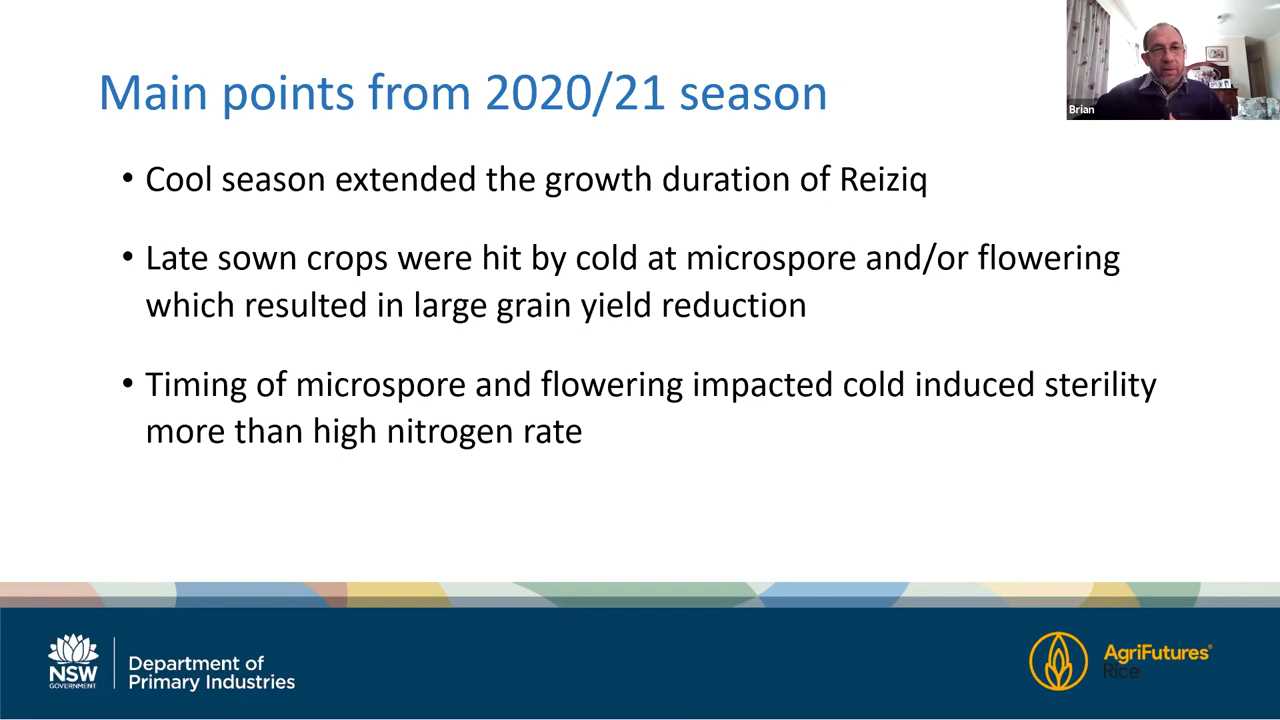 Main points from 2020/21 season
Brian
• Cool season extended the growth duration of Reiziq
• Late sown crops were hit by cold at microspore and/or flowering
which resulted in large grain yield reduction
• Timing of microspore and flowering impacted cold induced sterility
more than high nitrogen rate
NSW
GOVERNMENT
Department of
Primary Industries
AgriFutures®
Rice